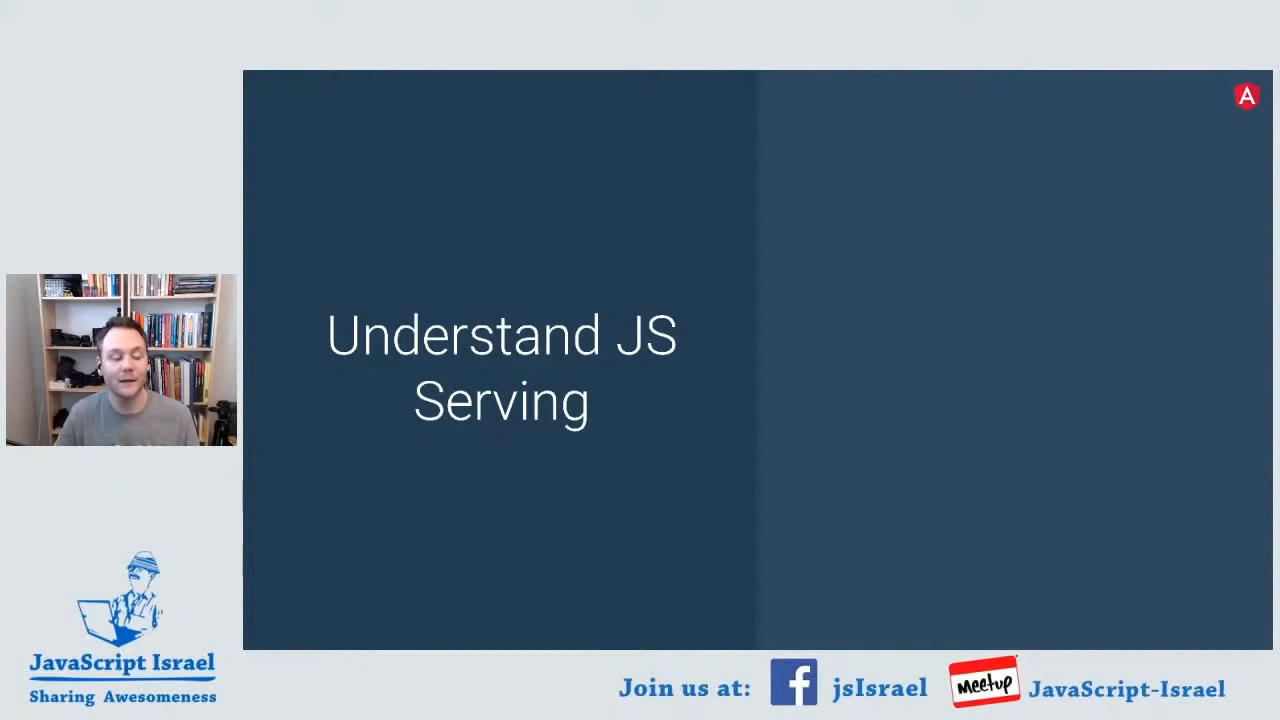 A
Understand JS
Serving
JavaScript Israel
Sharing Awesomeness
Join us at:
f
jsIsrael
Meetup
JavaScript-Israel